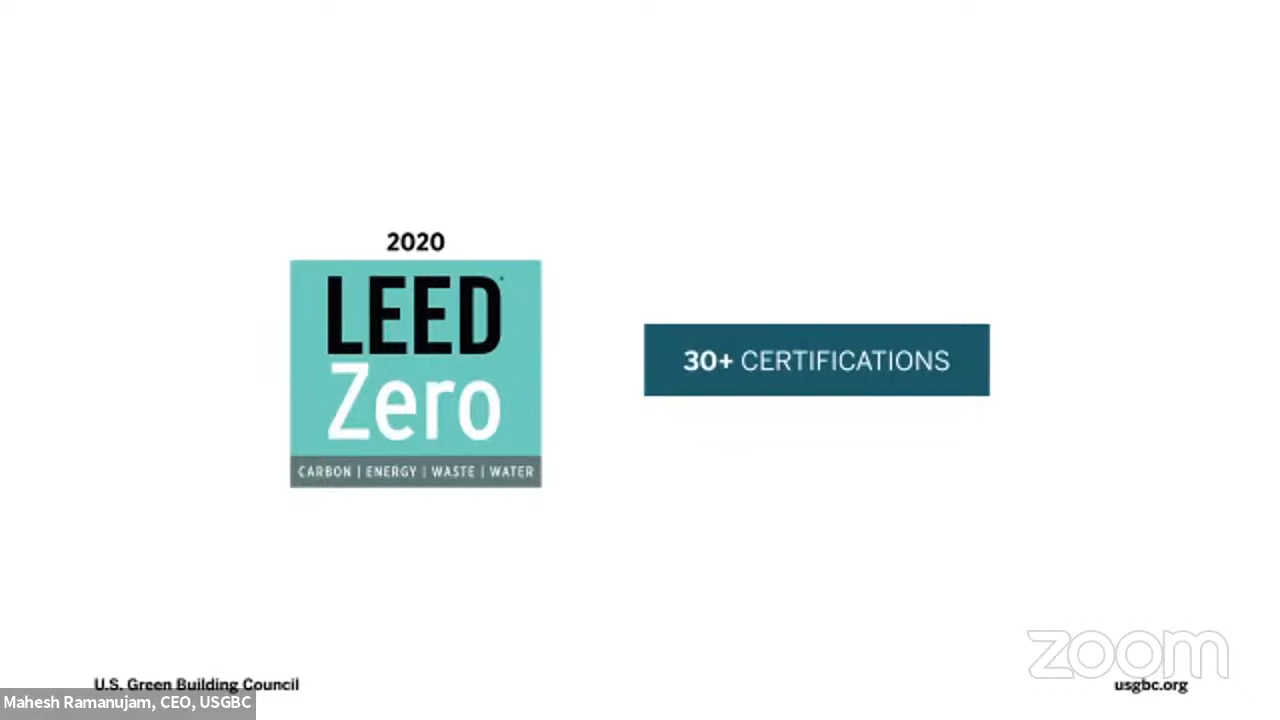 2020
LEED
Zero
CARBON | ENERGY | WASTE | WATER
30+ CERTIFICATIONS
zoom
U.S. Green Building Council
usgbc.org
Mahesh Ramanujam, CEO, USGBC